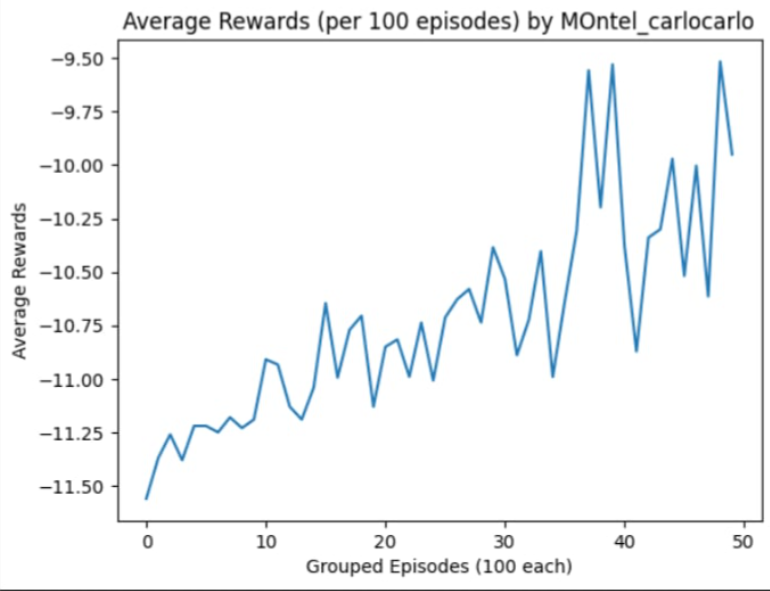 Average Rewards (per 100 episodes) by MOntel_carlocarlo
−9.50
−9.75
−10.00
−10.25
−10.50
−10.75
−11.00
−11.25
−11.50
Average Rewards
0 10 20 30 40 50
Grouped Episodes (100 each)